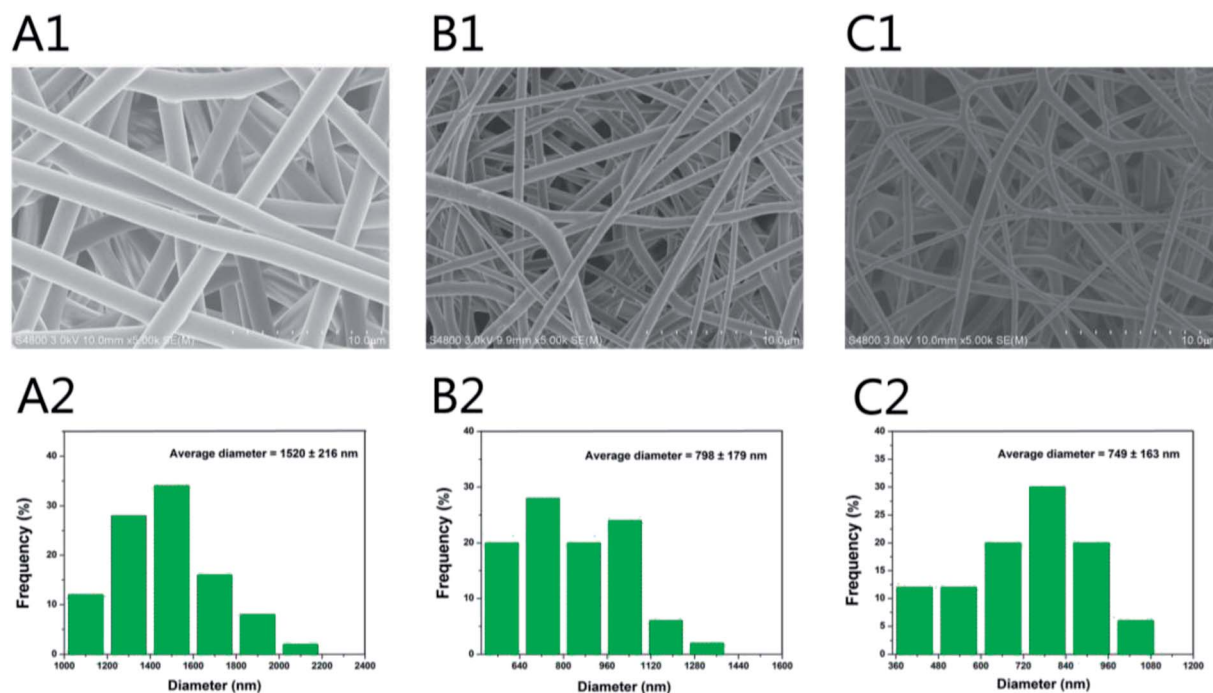 A1
B1
C1
S4800 3.0kV 10.0mm x5.00k SE(M)
10.0µm
S4800 3.0kV 9.9mm x5.00k SE(M)
10.0µm
S4800 3.0kV 10.0mm x5.00k SE(M)
10.0µm
A2
B2
C2
Average diameter = 1520 ± 216 nm
Frequency (%)
40
30
20
10
0
1000 1200 1400 1600 1800 2000 2200 2400
Diameter (nm)
Average diameter = 798 ± 179 nm
Frequency (%)
40
30
20
10
0
640 800 960 1120 1280 1440 1600
Diameter (nm)
Average diameter = 749 ± 163 nm
Frequency (%)
40
35
30
25
20
15
10
5
0
360 480 600 720 840 960 1080 1200
Diameter (nm)